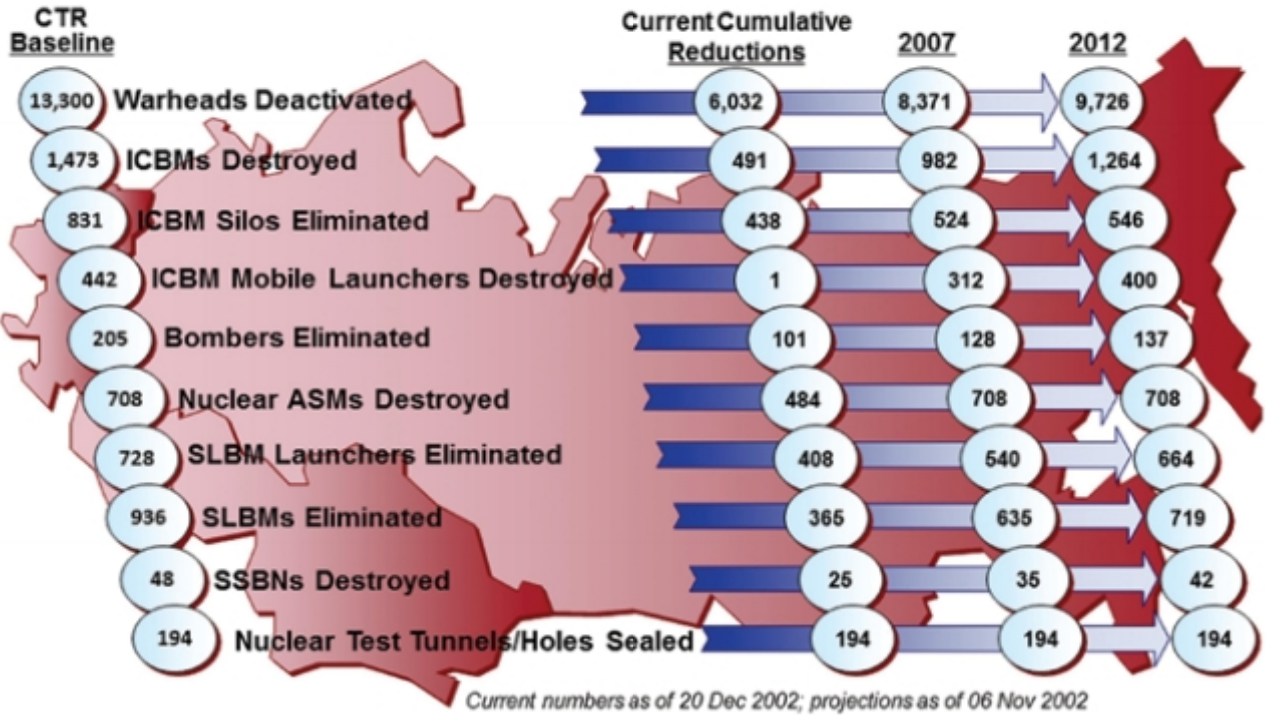 CTR
Baseline
Current Cumulative
Reductions
2007
2012
13,300 Warheads Deactivated 6,032 8,371 9,726
1,473 ICBMs Destroyed 491 982 1,264
831 ICBM Silos Eliminated 438 524 546
442 ICBM Mobile Launchers Destroyed 1 312 400
205 Bombers Eliminated 101 128 137
708 Nuclear ASMs Destroyed 484 708 708
728 SLBM Launchers Eliminated 408 540 664
936 SLBMs Eliminated 365 635 719
48 SSBNs Destroyed 25 35 42
194 Nuclear Test Tunnels/Holes Sealed 194 194 194
Current numbers as of 20 Dec 2002; projections as of 06 Nov 2002